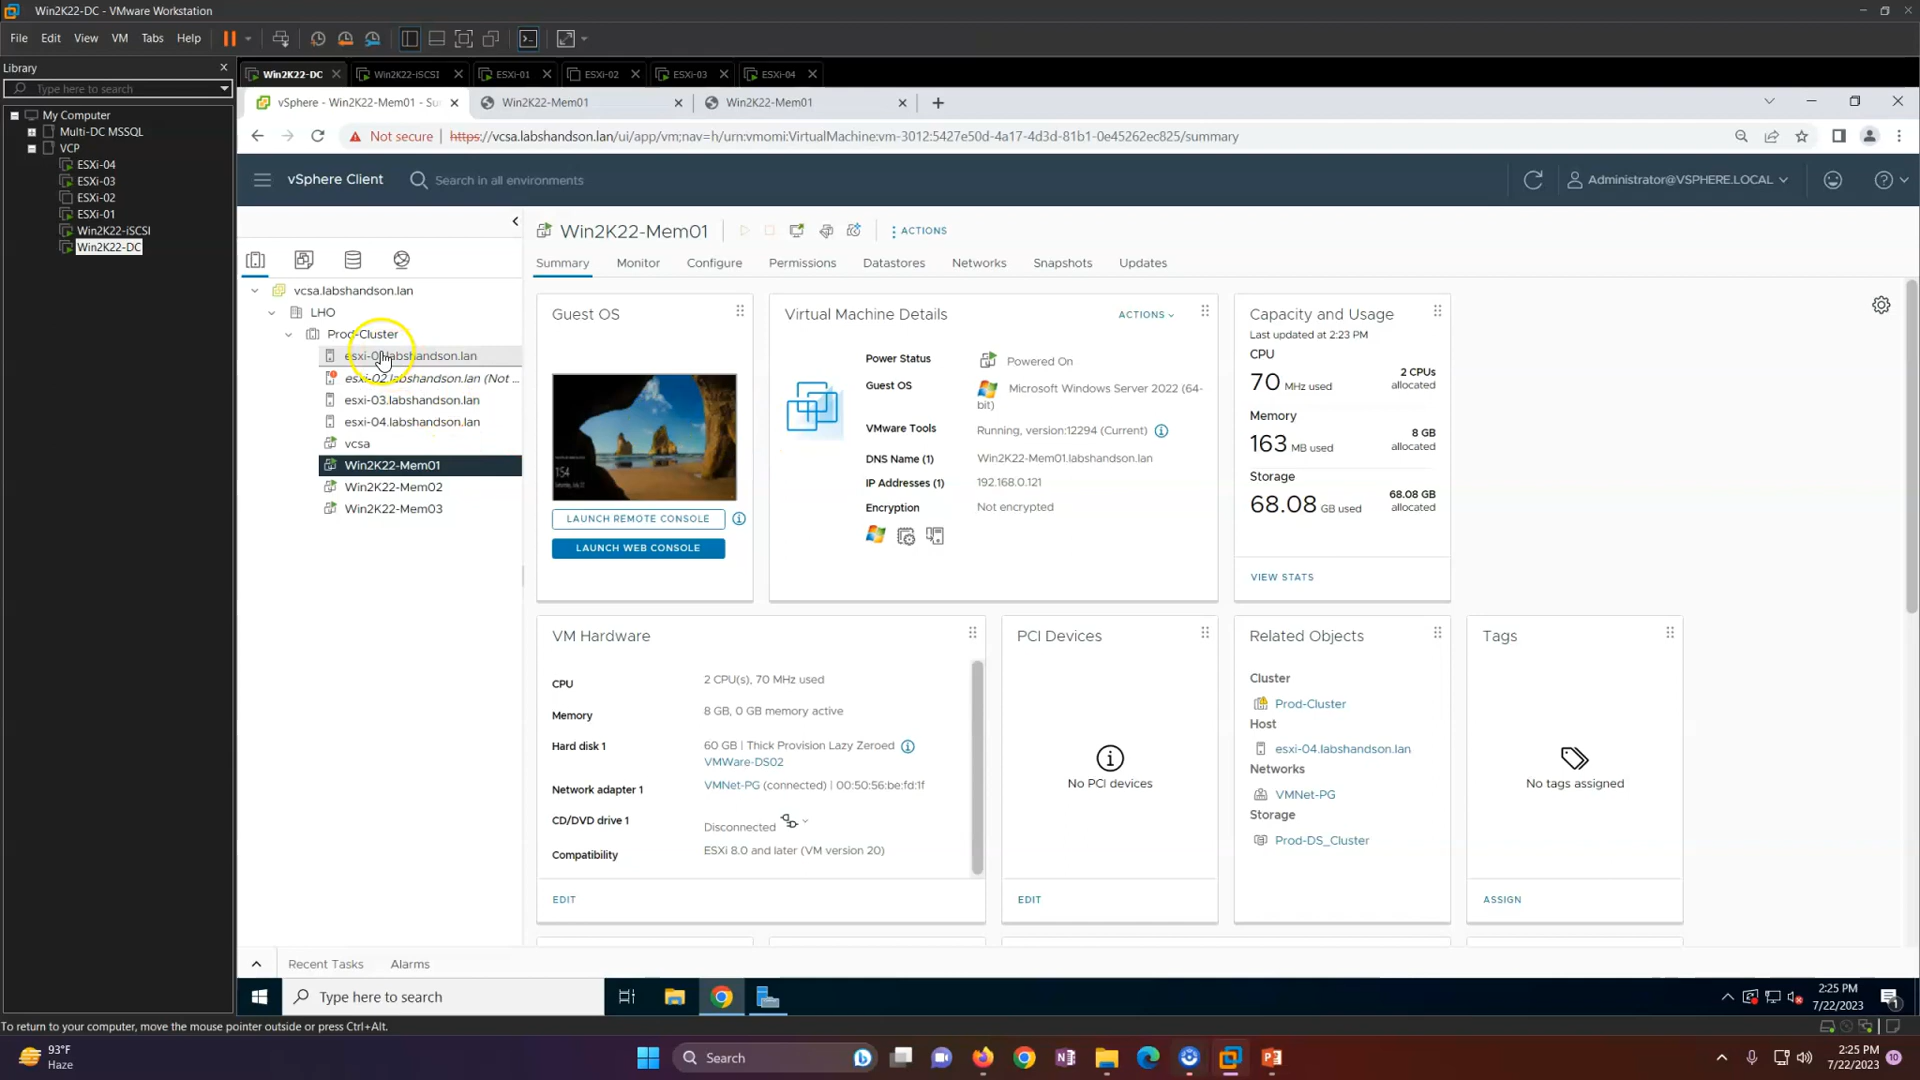 Win2K22-DC - VMware Workstation
File Edit View VM Tabs Help
Library
Type here to search
My Computer
Multi-DC MSSQL
VCP
ESXi-04
ESXi-03
ESXi-02
ESXi-01
Win2K22-iSCSI
Win2K22-DC
Win2K22-DC Win2K22-iSCSI ESXi-01 ESXi-02 ESXi-03 ESXi-04
vSphere - Win2K22-Mem01 - Su Win2K22-Mem01 Win2K22-Mem01
Not secure https://vcsa.labshandson.lan/ui/app/vm;nav=h/urn:vmomi:VirtualMachine:vm-3012:5427e50d-4a17-4d3d-81b1-0e45262ec825/summary
vSphere Client Search in all environments Administrator@VSPHERE.LOCAL
vcsa.labshandson.lan
LHO
Prod-Cluster
labshandson.lan
esxi-02.labshandson.lan (Not ...
esxi-03.labshandson.lan
esxi-04.labshandson.lan
vcsa
Win2K22-Mem01
Win2K22-Mem02
Win2K22-Mem03
Win2K22-Mem01 ACTIONS
Summary Monitor Configure Permissions Datastores Networks Snapshots Updates
Guest OS
LAUNCH REMOTE CONSOLE
LAUNCH WEB CONSOLE
Virtual Machine Details ACTIONS
Power Status Powered On
Guest OS Microsoft Windows Server 2022 (64-
bit)
VMware Tools Running, version:12294 (Current)
DNS Name (1) Win2K22-Mem01.labshandson.lan
IP Addresses (1) 192.168.0.121
Encryption Not encrypted
Capacity and Usage
Last updated at 2:23 PM
CPU
70 MHz used 2 CPUs
allocated
Memory
163 MB used 8 GB
allocated
Storage
68.08 GB used 68.08 GB
allocated
VIEW STATS
VM Hardware
CPU 2 CPU(s), 70 MHz used
Memory 8 GB, 0 GB memory active
Hard disk 1 60 GB | Thick Provision Lazy Zeroed
VMWare-DS02
Network adapter 1 VMNet-PG (connected) | 00:50:56:be:fd:1f
CD/DVD drive 1 Disconnected
Compatibility ESXi 8.0 and later (VM version 20)
EDIT
PCI Devices
No PCI devices
EDIT
Related Objects
Cluster
Prod-Cluster
Host
esxi-04.labshandson.lan
Networks
VMNet-PG
Storage
Prod-DS_Cluster
Tags
No tags assigned
ASSIGN
Recent Tasks Alarms
Type here to search
2:25 PM
7/22/2023
1
To return to your computer, move the mouse pointer outside or press Ctrl+Alt.
93°F
Haze
Search
2:25 PM
7/22/2023
10